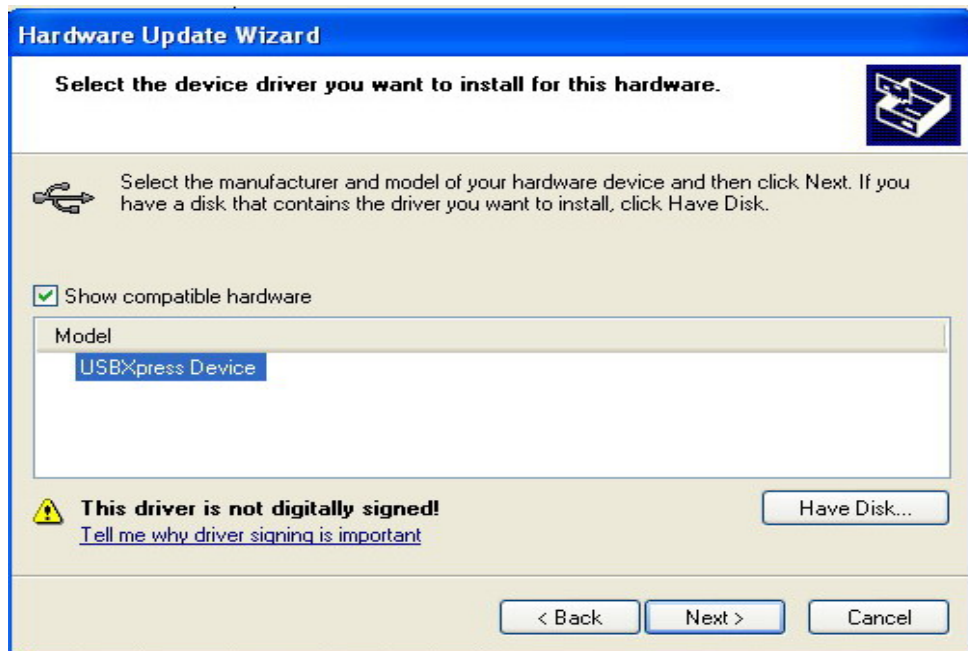 Hardware Update Wizard
Select the device driver you want to install for this hardware.
Select the manufacturer and model of your hardware device and then click Next. If you
have a disk that contains the driver you want to install, click Have Disk.
Show compatible hardware
Model
USBXpress Device
This driver is not digitally signed!
Have Disk...
Tell me why driver signing is important
< Back
Next >
Cancel